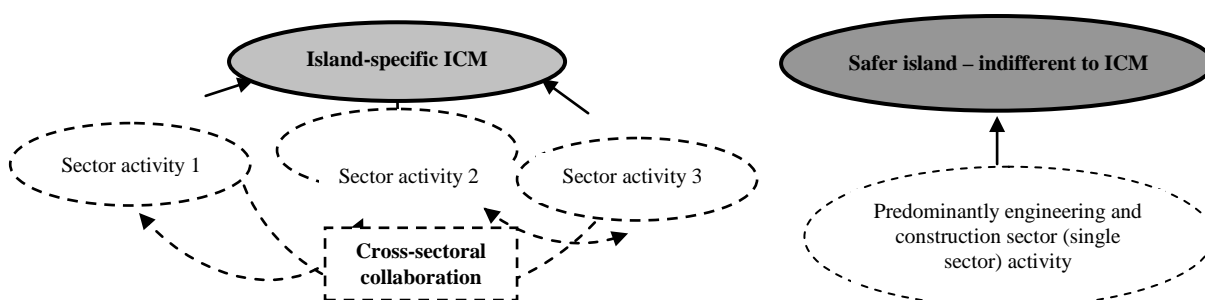 Island-specific ICM
Safer island – indifferent to ICM
Sector activity 1
Sector activity 2
Sector activity 3
Cross-sectoral
collaboration
Predominantly engineering and
construction sector (single
sector) activity